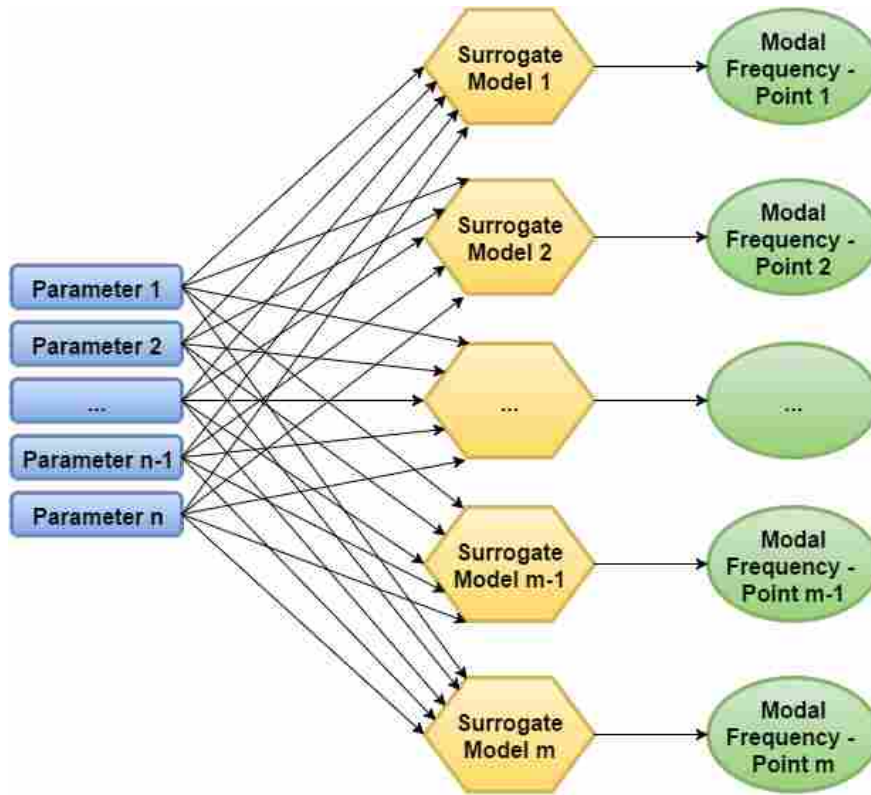 Parameter 1
Parameter 2
...
Parameter n-1
Parameter n
Surrogate
Model 1
Surrogate
Model 2
...
Surrogate
Model m-1
Surrogate
Model m
Modal
Frequency -
Point 1
Modal
Frequency -
Point 2
...
Modal
Frequency -
Point m-1
Modal
Frequency -
Point m